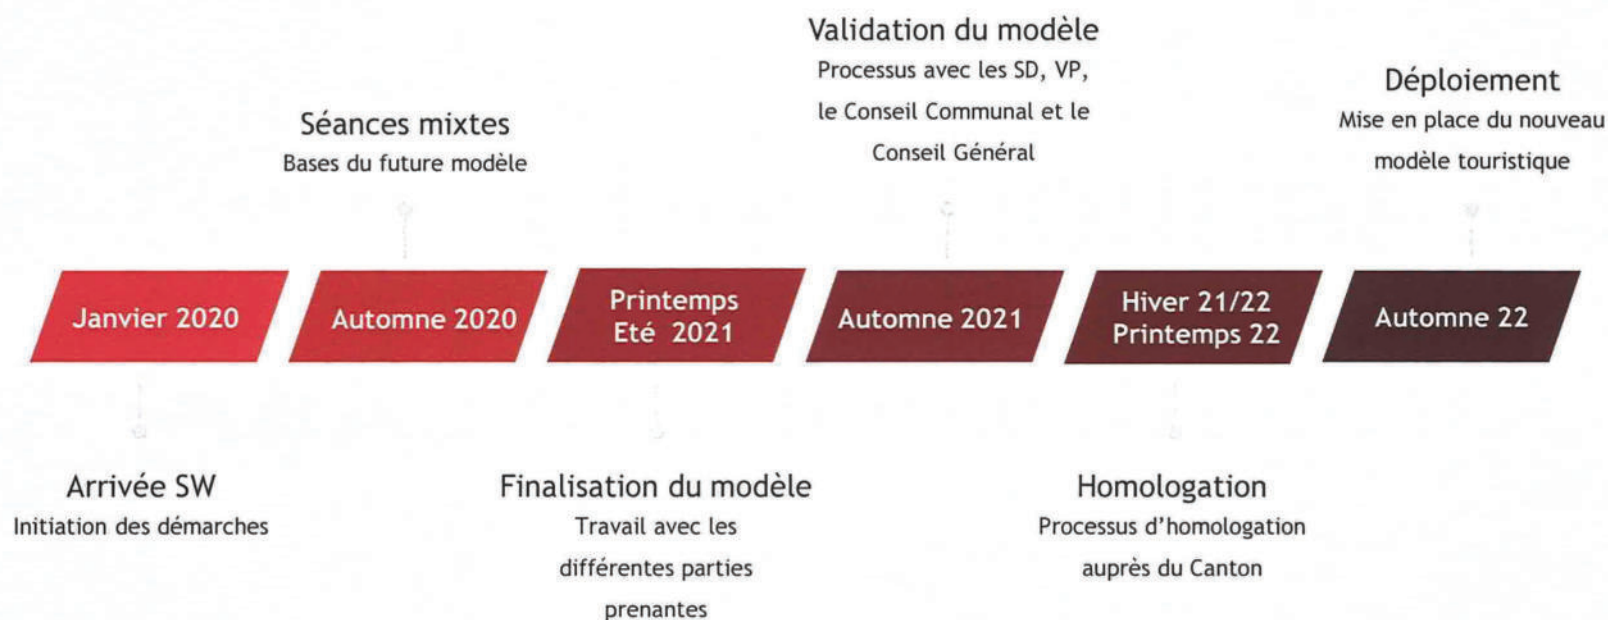 Validation du modèle
Processus avec les SD, VP,
le Conseil Communal et le
Conseil Général
Déploiement
Mise en place du nouveau
modèle touristique
Séances mixtes
Bases du future modèle
Janvier 2020
Automne 2020
Printemps
Eté 2021
Automne 2021
Hiver 21/22
Printemps 22
Automne 22
Arrivée SW
Initiation des démarches
Finalisation du modèle
Travail avec les
différentes parties
prenantes
Homologation
Processus d'homologation
auprès du Canton